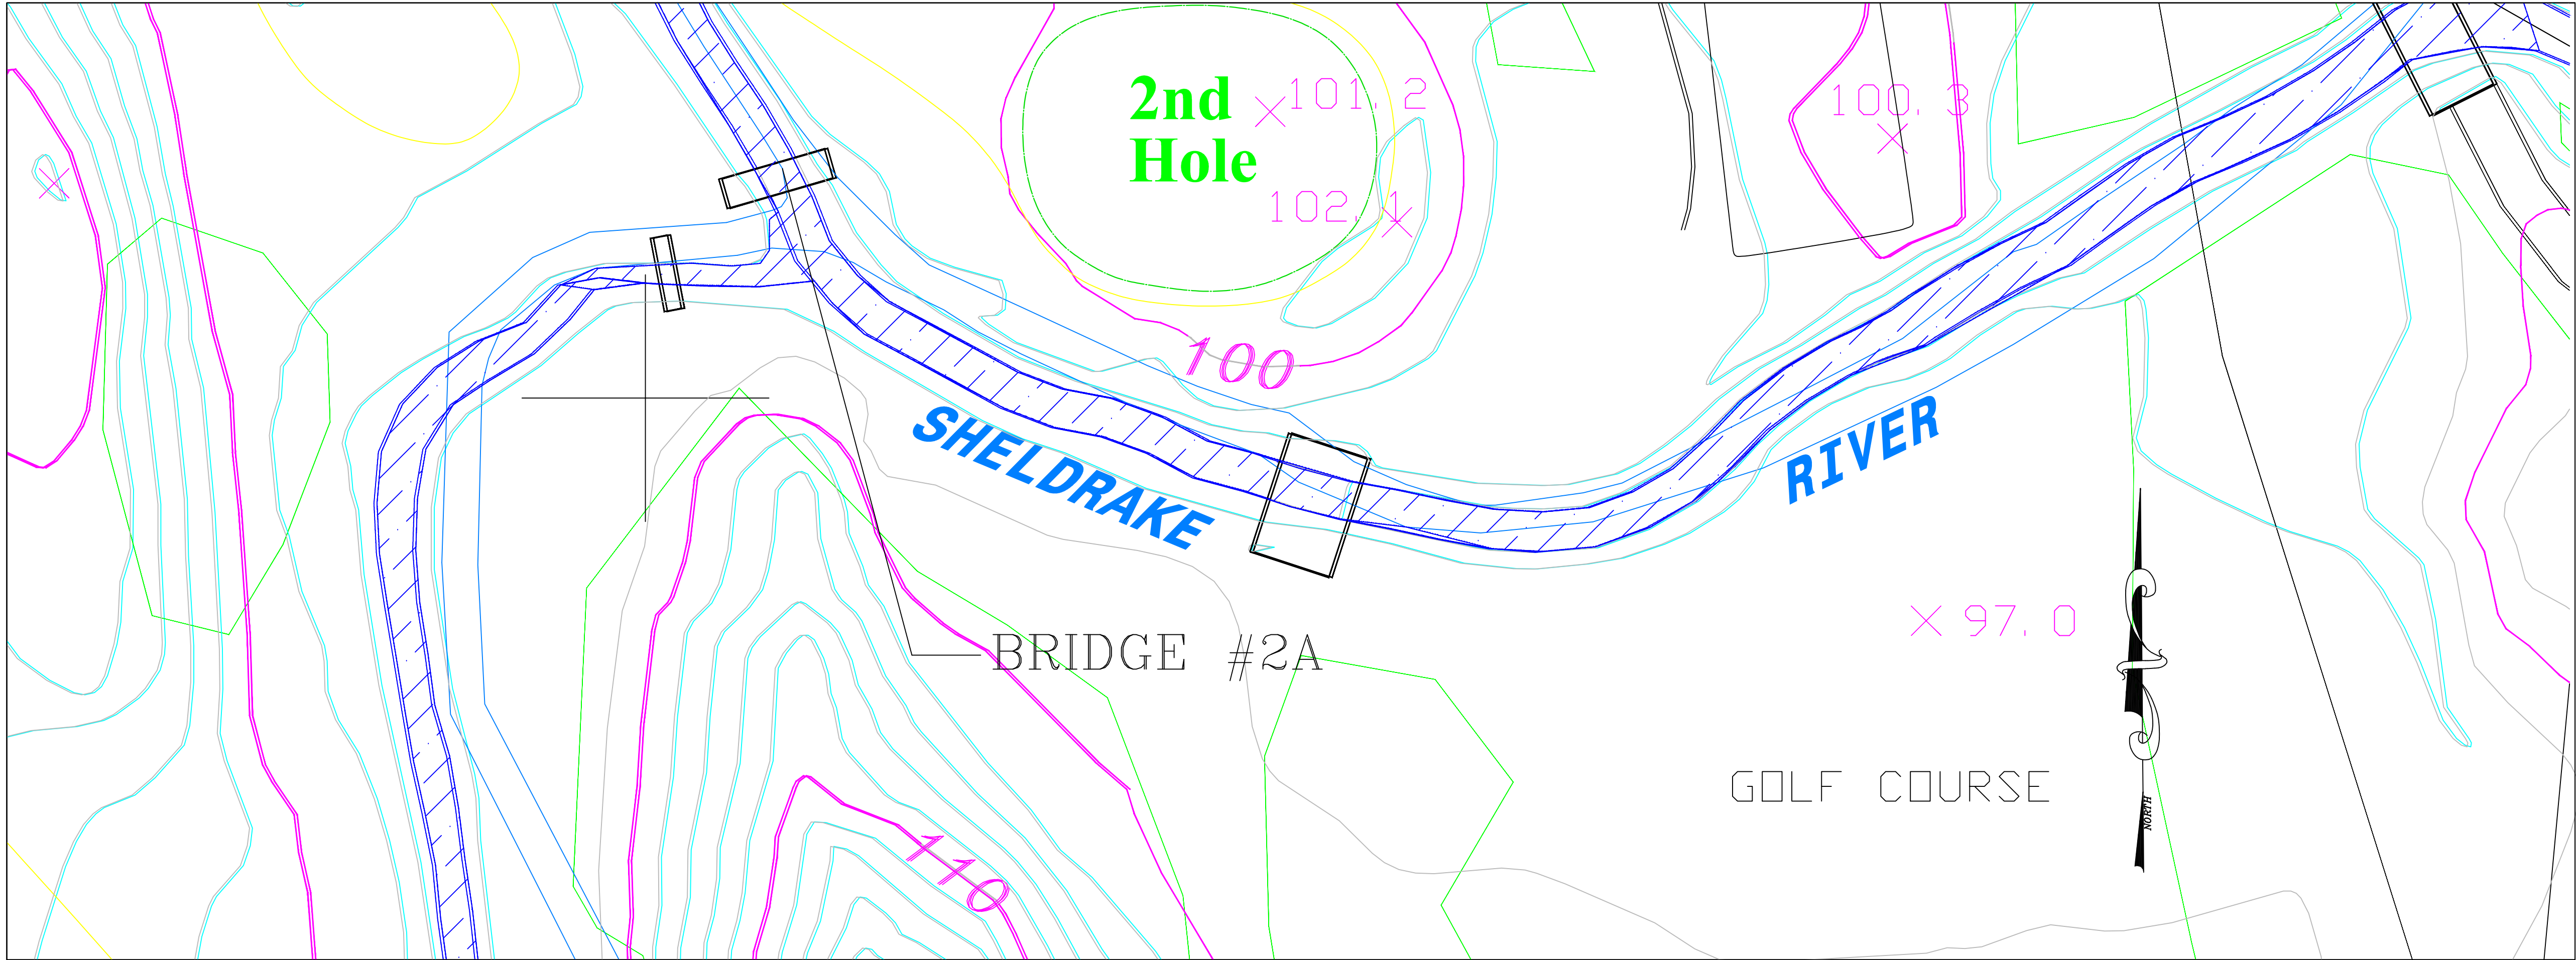 2nd
Hole
101.2
102.1
100.3
100
SHELDRAKE
RIVER
BRIDGE #2A
97.0
GOLF COURSE
NORTH
110